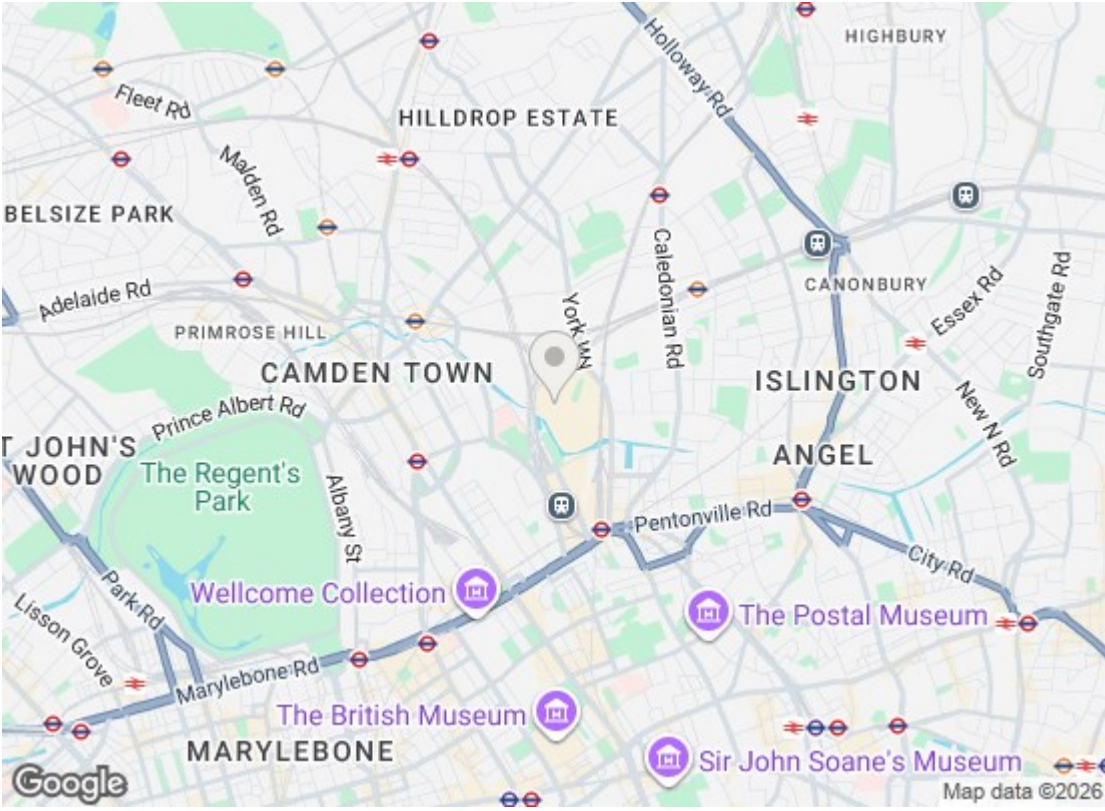 HIGHBURY
Holloway Rd
Fleet Rd
HILLDROP ESTATE
Malden Rd
BELSIZE PARK
Caledonian Rd
CANONBURY
Essex Rd
Southgate Rd
Adelaide Rd
York Wy
PRIMROSE HILL
CAMDEN TOWN
ISLINGTON
New N Rd
Prince Albert Rd
T JOHN'S
WOOD
ANGEL
The Regent's
Park
Albany St
Pentonville Rd
City Rd
Wellcome Collection
The Postal Museum
Park Rd
Lisson Grove
Marylebone Rd
The British Museum
MARYLEBONE
Sir John Soane's Museum
Google
Map data ©2026